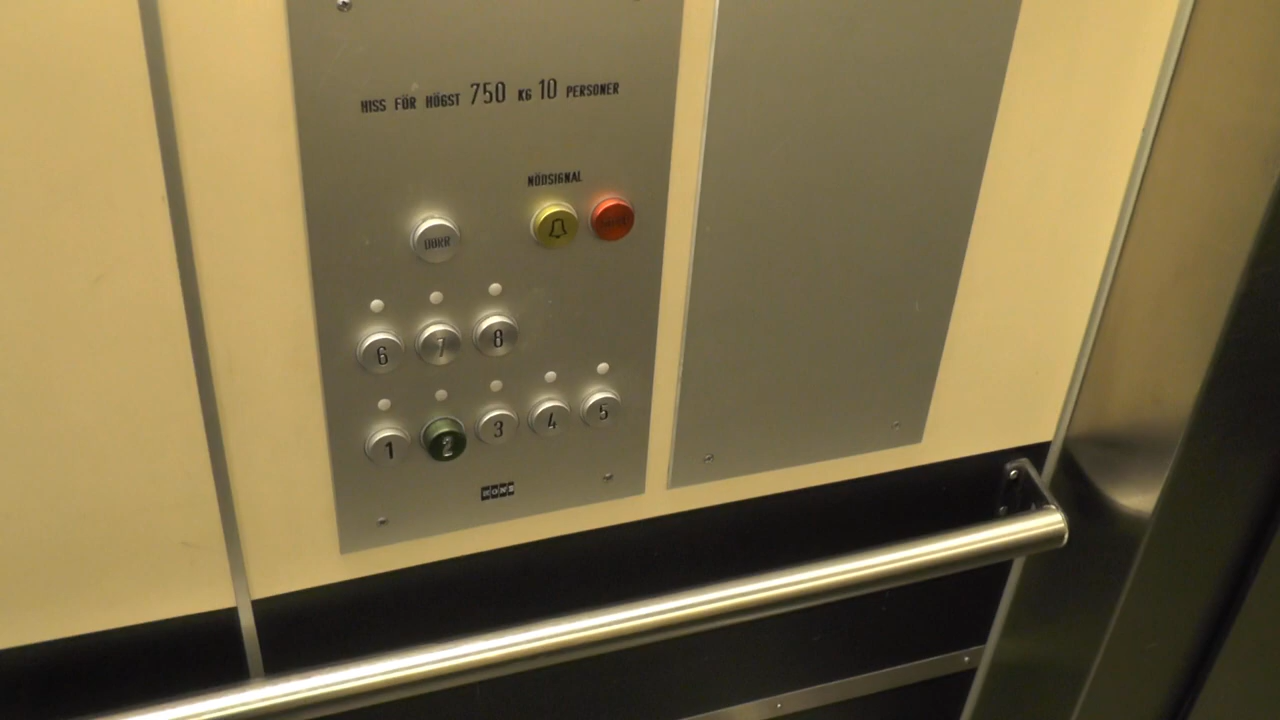 HISS FÖR HÖGST 750 KG 10 PERSONER
NÖDSIGNAL
DÖRR
6 7 8
1 2 3 4 5
KONE